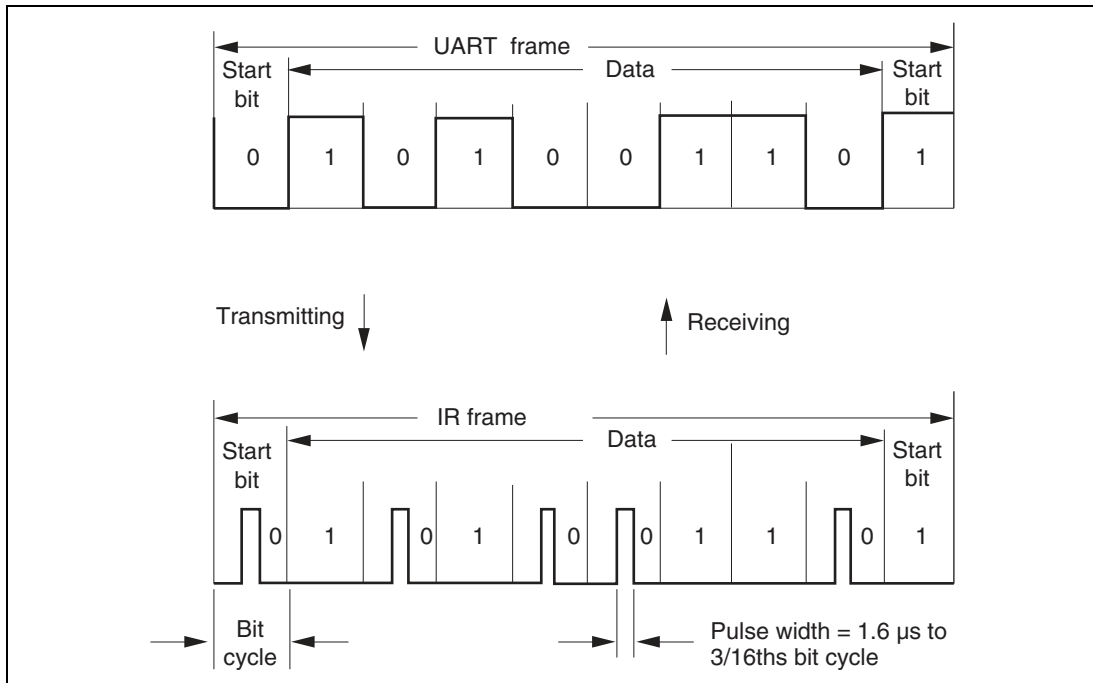 UART frame
Start bit
Data
Start bit
0 1 0 1 0 0 1 1 0 1
Transmitting
Receiving
IR frame
Start bit
Data
Start bit
0 1 0 1 0 0 1 1 0 1
Bit cycle
Pulse width = 1.6 μs to
3/16ths bit cycle